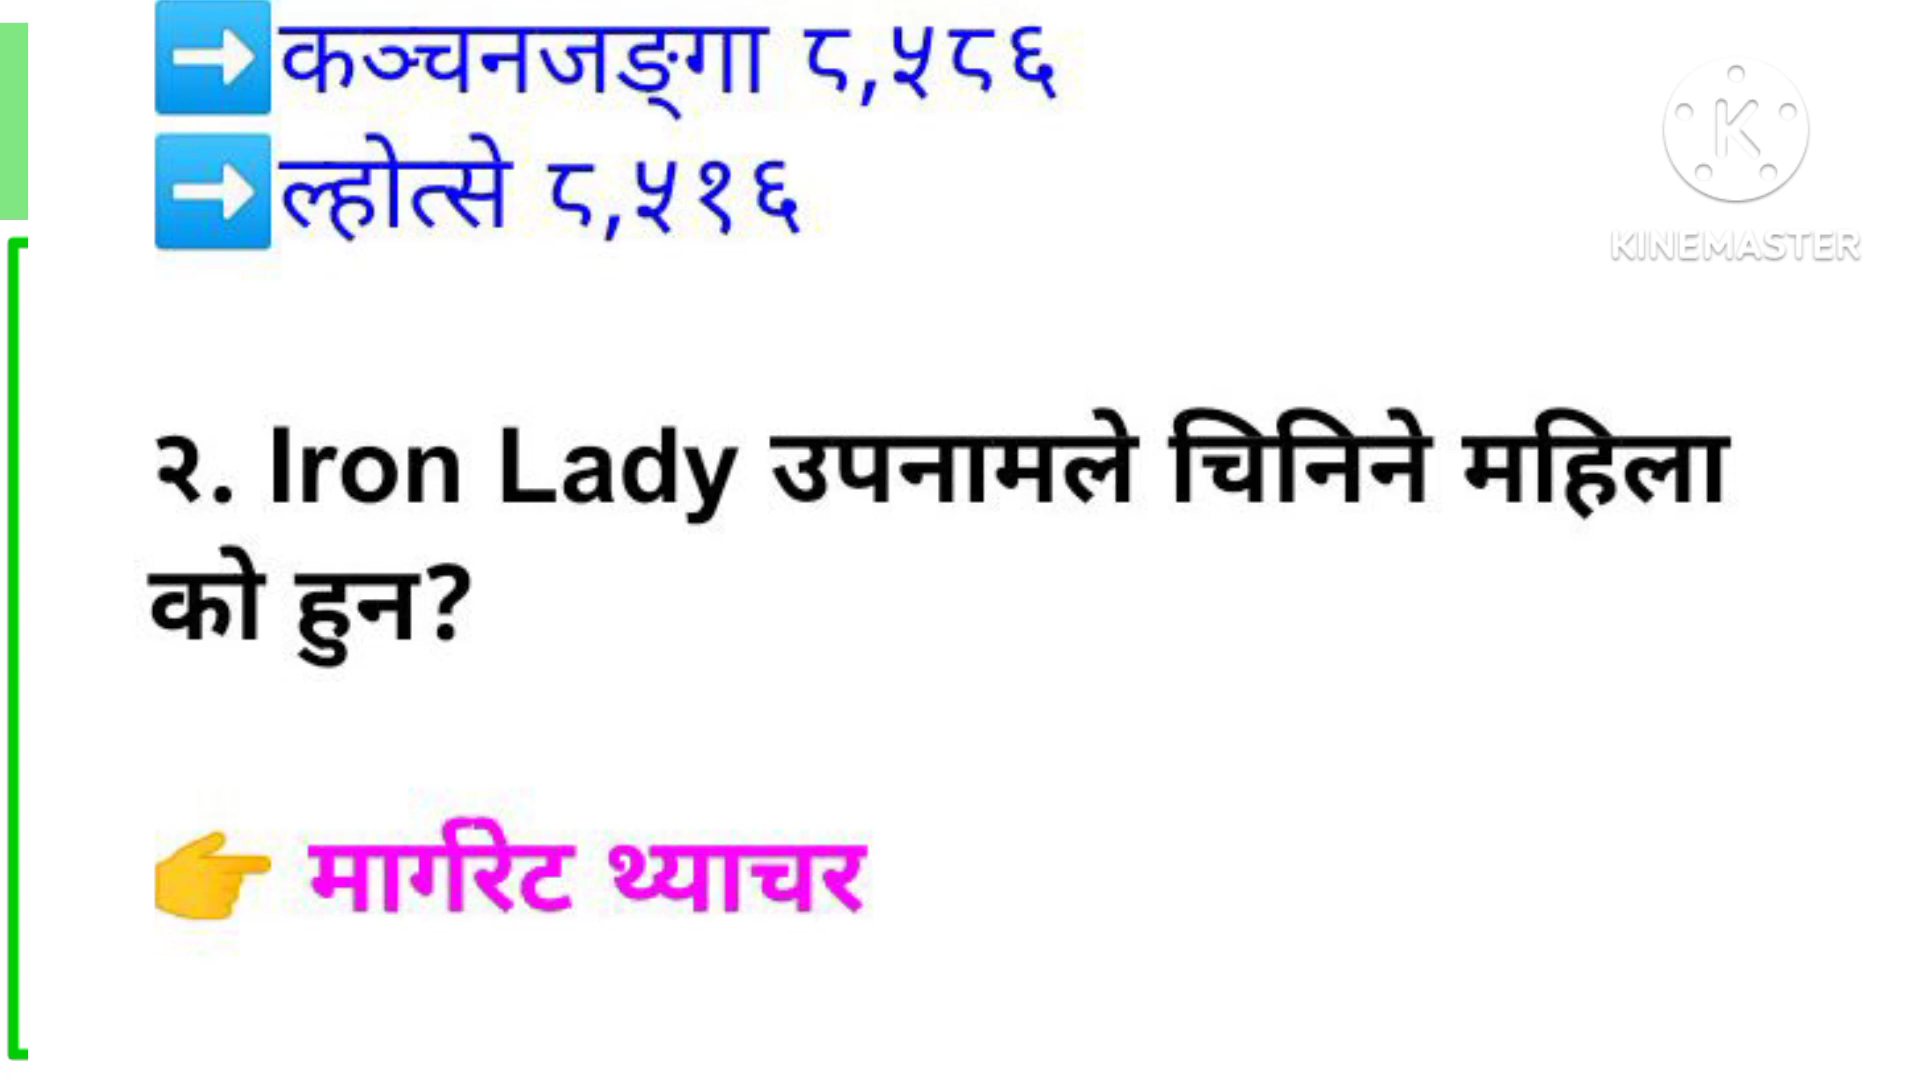 ➡️कञ्चनजङ्गा ८,५८६
➡️ल्होत्से ८,५१६
K
KINEMASTER
२. Iron Lady उपनामले चिनिने महिला
को हुन?
👉 मार्गरेट थ्याचर